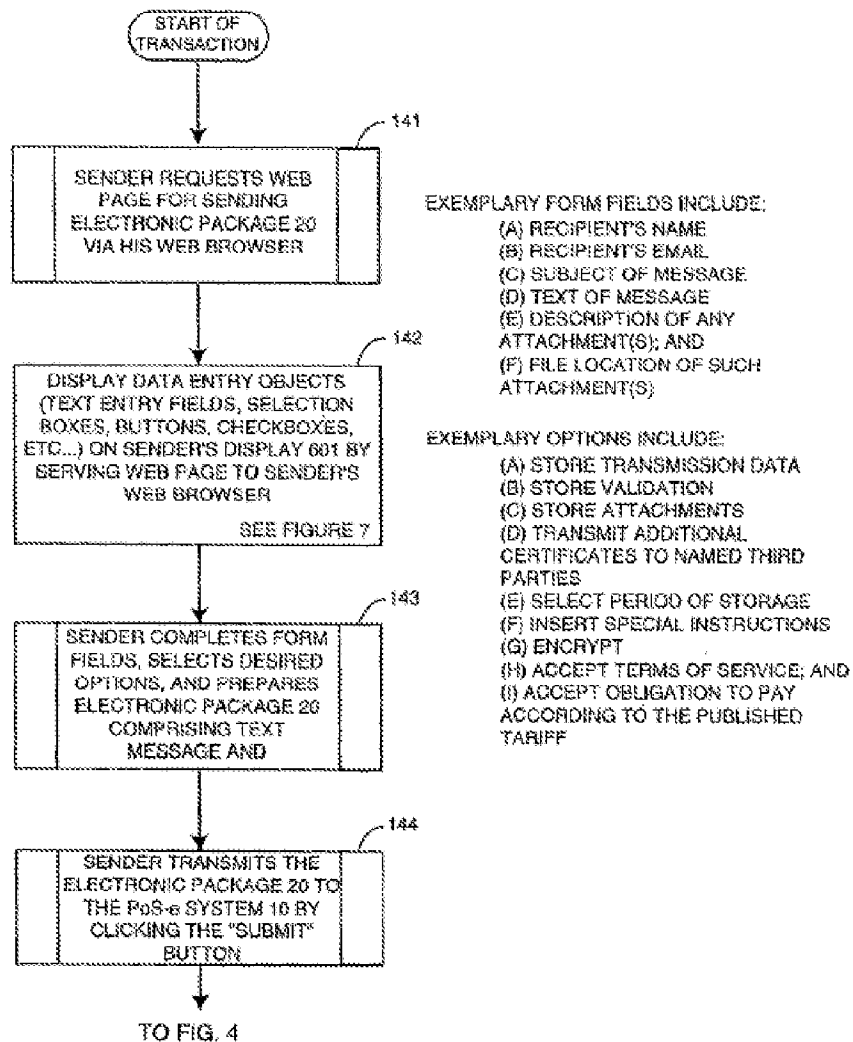 START OF
TRANSACTION
141
SENDER REQUESTS WEB
PAGE FOR SENDING
ELECTRONIC PACKAGE 20
VIA HIS WEB BROWSER
142
DISPLAY DATA ENTRY OBJECTS
(TEXT ENTRY FIELDS, SELECTION
BOXES, BUTTONS, CHECKBOXES,
ETC...) ON SENDER'S DISPLAY 601 BY
SERVING WEB PAGE TO SENDER'S
WEB BROWSER
SEE FIGURE 7
143
SENDER COMPLETES FORM
FIELDS, SELECTS DESIRED
OPTIONS, AND PREPARES
ELECTRONIC PACKAGE 20
COMPRISING TEXT
MESSAGE AND
144
SENDER TRANSMITS THE
ELECTRONIC PACKAGE 20 TO
THE PoS-e SYSTEM 10 BY
CLICKING THE "SUBMIT"
BUTTON
TO FIG. 4
EXEMPLARY FORM FIELDS INCLUDE:
(A) RECIPIENT'S NAME
(B) RECIPIENT'S EMAIL
(C) SUBJECT OF MESSAGE
(D) TEXT OF MESSAGE
(E) DESCRIPTION OF ANY
ATTACHMENT(S); AND
(F) FILE LOCATION OF SUCH
ATTACHMENT(S)
EXEMPLARY OPTIONS INCLUDE:
(A) STORE TRANSMISSION DATA
(B) STORE VALIDATION
(C) STORE ATTACHMENTS
(D) TRANSMIT ADDITIONAL
CERTIFICATES TO NAMED THIRD
PARTIES
(E) SELECT PERIOD OF STORAGE
(F) INSERT SPECIAL INSTRUCTIONS
(G) ENCRYPT
(H) ACCEPT TERMS OF SERVICE; AND
(I) ACCEPT OBLIGATION TO PAY
ACCORDING TO THE PUBLISHED
TARIFF